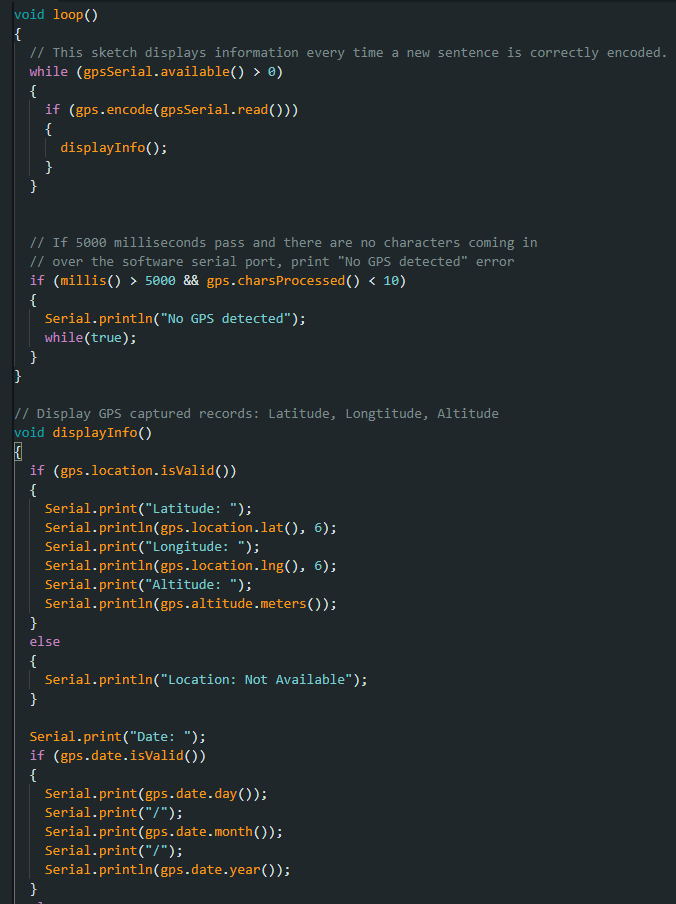 void loop()
{
// This sketch displays information every time a new sentence is correctly encoded.
while (gpsSerial.available() > 0)
{
if (gps.encode(gpsSerial.read()))
{
displayInfo();
}
}
// If 5000 milliseconds pass and there are no characters coming in
// over the software serial port, print "No GPS detected" error
if (millis() > 5000 && gps.charsProcessed() < 10)
{
Serial.println("No GPS detected");
while(true);
}
}
// Display GPS captured records: Latitude, Longtitude, Altitude
void displayInfo()
{
if (gps.location.isValid())
{
Serial.print("Latitude: ");
Serial.println(gps.location.lat(), 6);
Serial.print("Longitude: ");
Serial.println(gps.location.lng(), 6);
Serial.print("Altitude: ");
Serial.println(gps.altitude.meters());
}
else
{
Serial.println("Location: Not Available");
}
Serial.print("Date: ");
if (gps.date.isValid())
{
Serial.print(gps.date.day());
Serial.print("/");
Serial.print(gps.date.month());
Serial.print("/");
Serial.println(gps.date.year());
}